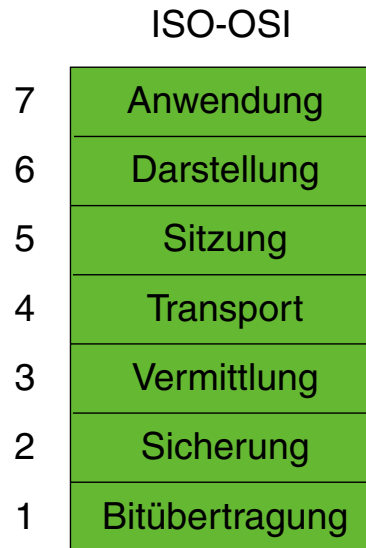 ISO-OSI
7 Anwendung
6 Darstellung
5 Sitzung
4 Transport
3 Vermittlung
2 Sicherung
1 Bitübertragung